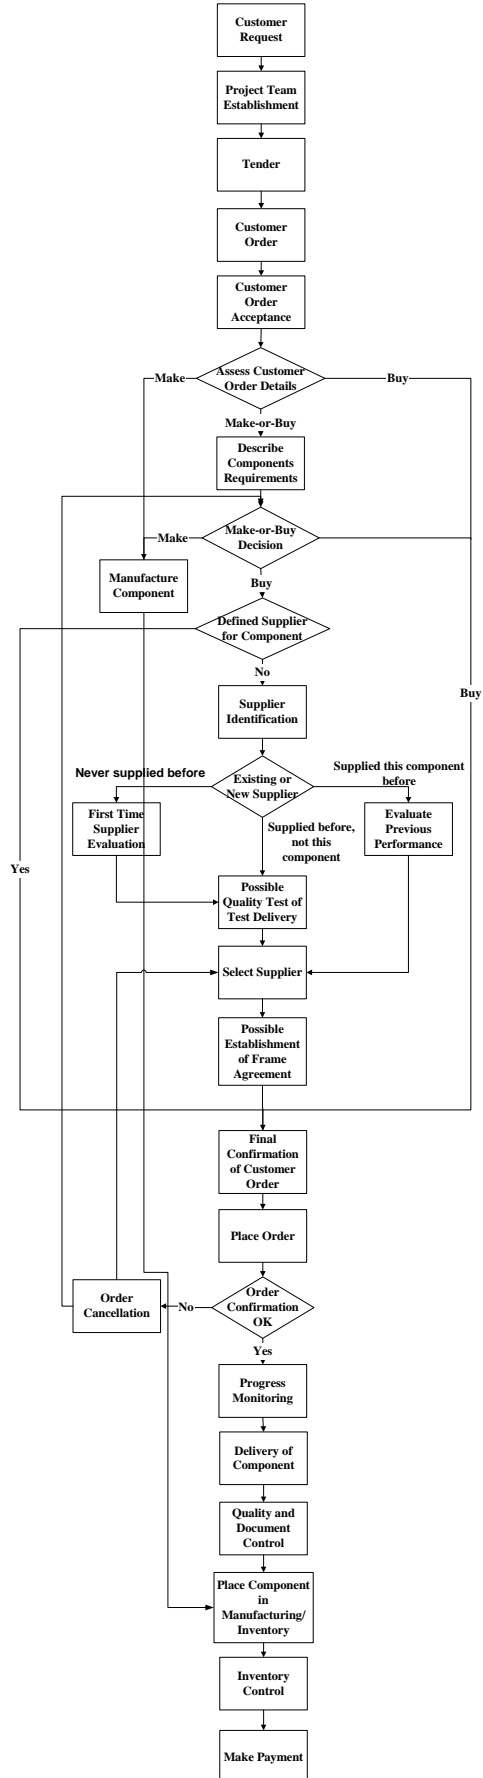 Customer
Request
Project Team
Establishment
Tender
Customer
Order
Customer
Order
Acceptance
Assess Customer
Order Details
Make
Buy
Make-or-Buy
Describe
Components
Requirements
Make-or-Buy
Decision
Make
Manufacture
Component
Buy
Defined Supplier
for Component
No
Supplier
Identification
Buy
Existing or
New Supplier
Never supplied before
Supplied this component
before
First Time
Supplier
Evaluation
Supplied before,
not this
component
Evaluate
Previous
Performance
Yes
Possible
Quality Test of
Test Delivery
Select Supplier
Possible
Establishment
of Frame
Agreement
Final
Confirmation
of Customer
Order
Place Order
Order
Confirmation
OK
No
Order
Cancellation
Yes
Progress
Monitoring
Delivery of
Component
Quality and
Document
Control
Place Component
in
Manufacturing/
Inventory
Inventory
Control
Make Payment